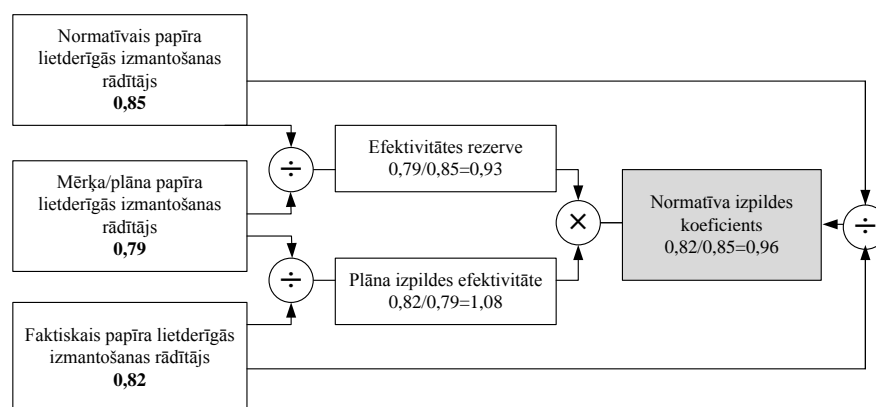 Normatīvais papīra
lietderīgās izmantošanas
rādītājs
0,85
Mērķa/plāna papīra
lietderīgās izmantošanas
rādītājs
0,79
Faktiskais papīra lietderīgās
izmantošanas rādītājs
0,82
÷
÷
Efektivitātes rezerve
0,79/0,85=0,93
Plāna izpildes efektivitāte
0,82/0,79=1,08
×
Normatīva izpildes
koeficients
0,82/0,85=0,96
÷